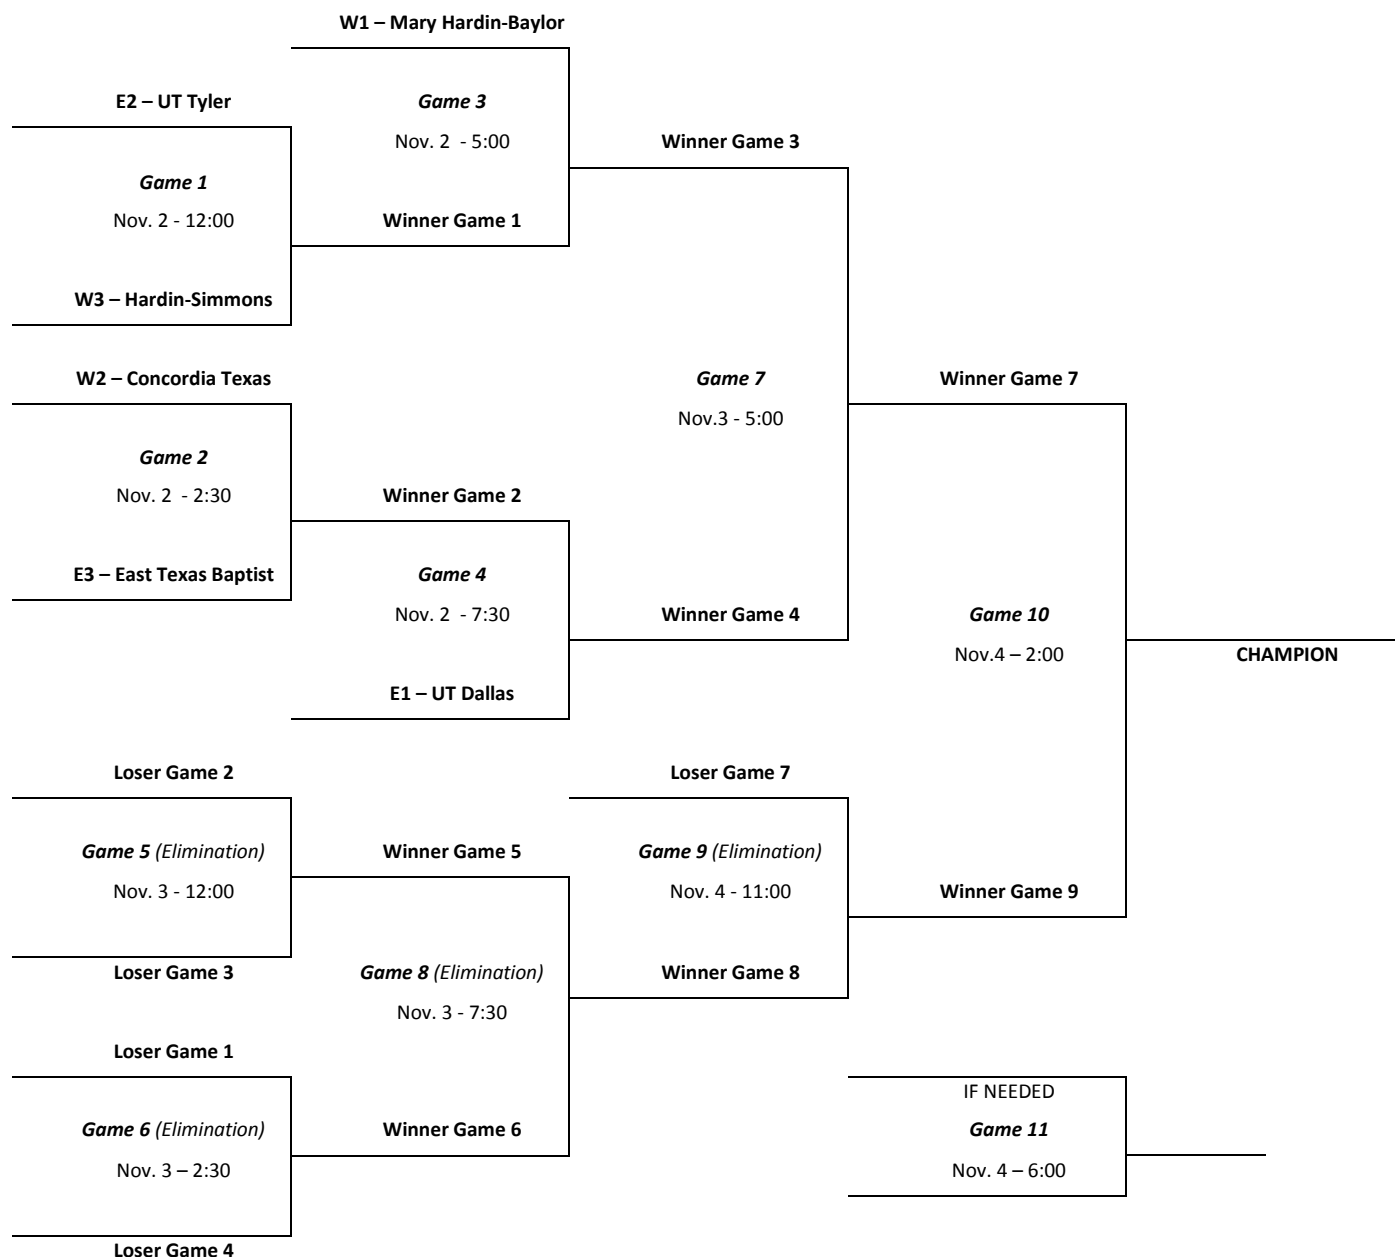 W1 – Mary Hardin-Baylor
E2 – UT Tyler
Game 3
Nov. 2  - 5:00
Winner Game 3
Game 1
Nov. 2 - 12:00
Winner Game 1
W3 – Hardin-Simmons
W2 – Concordia Texas
Game 7
Winner Game 7
Nov.3 - 5:00
Game 2
Nov. 2  - 2:30
Winner Game 2
E3 – East Texas Baptist
Game 4
Nov. 2  - 7:30
Winner Game 4
Game 10
Nov.4 – 2:00
CHAMPION
E1 – UT Dallas
Loser Game 2
Loser Game 7
Game 5 (Elimination)
Winner Game 5
Game 9 (Elimination)
Nov. 3 - 12:00
Nov. 4 - 11:00
Winner Game 9
Loser Game 3
Game 8 (Elimination)
Winner Game 8
Nov. 3 - 7:30
Loser Game 1
IF NEEDED
Game 6 (Elimination)
Winner Game 6
Game 11
Nov. 3 – 2:30
Nov. 4 – 6:00
Loser Game 4